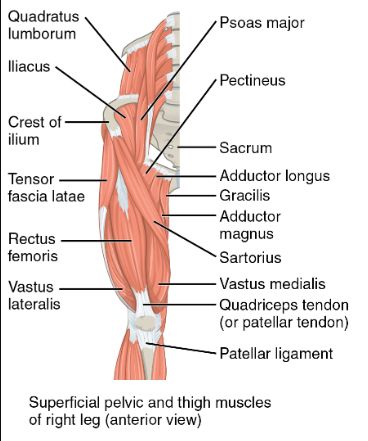 Quadratus
lumborum
Iliacus
Crest of
ilium
Tensor
fascia latae
Rectus
femoris
Vastus
lateralis
Psoas major
Pectineus
Sacrum
Adductor longus
Gracilis
Adductor
magnus
Sartorius
Vastus medialis
Quadriceps tendon
(or patellar tendon)
Patellar ligament
Superficial pelvic and thigh muscles
of right leg (anterior view)